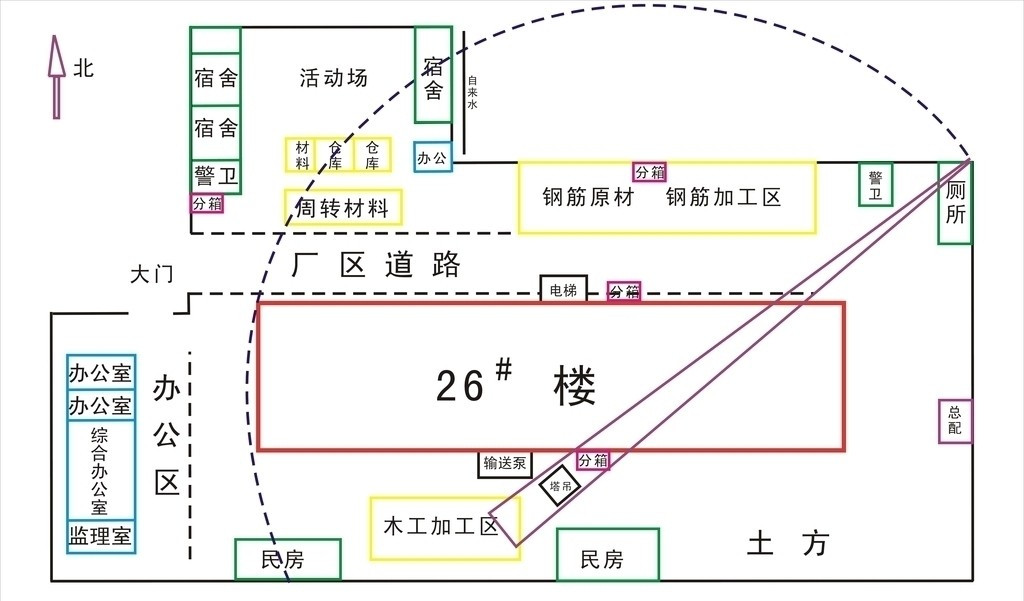 北
宿舍
宿舍
警卫
分箱
活动场
宿舍
自来水
材料
仓库
仓库
办公
周转材料
分箱
钢筋原材
钢筋加工区
警卫
厕所
厂区道路
大门
电梯
分箱
26# 楼
办公室
办公室
综合办公室
监理室
办公区
总配
输送泵
分箱
塔吊
木工加工区
民房
民房
土方